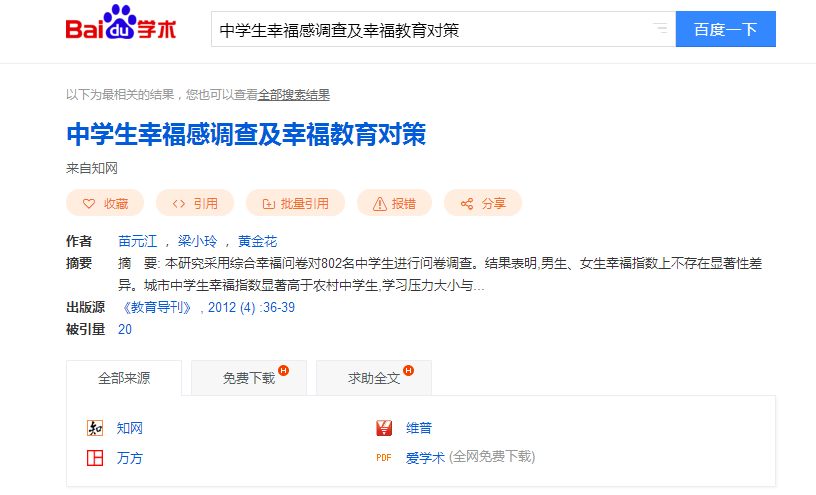 Bai du 学术
中学生幸福感调查及幸福教育对策
百度一下
以下为最相关的结果，您也可以查看全部搜索结果
中学生幸福感调查及幸福教育对策
来自知网
收藏 引用 批量引用 报错 分享
作者 苗元江 ， 梁小玲 ， 黄金花
摘要 摘 要: 本研究采用综合幸福问卷对802名中学生进行问卷调查。结果表明,男生、女生幸福指数上不存在显著性差
异。城市中学生幸福指数显著高于农村中学生,学习压力大小与...
出版源 《教育导刊》 , 2012 (4) :36-39
被引量 20
全部来源 免费下载 H 求助全文 H
知 知网 维普
万方 PDF 爱学术 (全网免费下载)